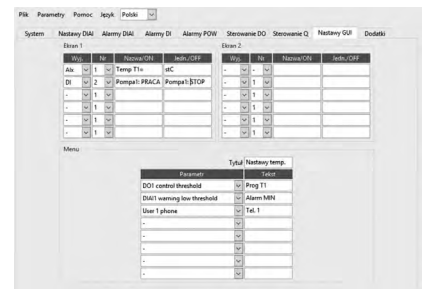 Plik Parametry Pomoc Język Polski
System Nastawy DIAI Alarmy DIAI Alarmy DI Alarmy POW Sterowanie DO Sterowanie Q Nastawy GUI Dodatki
Ekran 1 Ekran 2
Wyj. Nr Nazwa/ON Jedn./OFF Wyj. Nr Nazwa/ON Jedn./OFF
AIx 1 Temp T1= stC - -
DI 2 Pompa1: PRACA Pompa1: STOP - 1
- 1 - 1
- 1 - 1
- 1 - 1
- 1 - 1
Menu
Tytuł Nastawy temp.
Parametr Tekst
DO1 control threshold Prog T1
DIAI1 warning low threshold Alarm MIN
User 1 phone Tel. 1
-
-
-
-
-